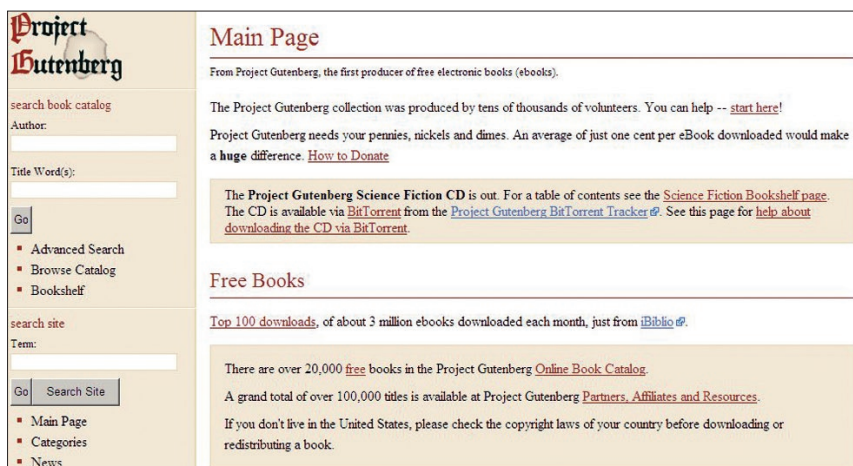 Project
Gutenberg
search book catalog
Author:
Title Word(s):
Go
Advanced Search
Browse Catalog
Bookshelf
search site
Term:
Go Search Site
Main Page
Categories
News
Main Page
From Project Gutenberg, the first producer of free electronic books (ebooks).
The Project Gutenberg collection was produced by tens of thousands of volunteers. You can help -- start here!
Project Gutenberg needs your pennies, nickels and dimes. An average of just one cent per eBook downloaded would make
a huge difference. How to Donate
The Project Gutenberg Science Fiction CD is out. For a table of contents see the Science Fiction Bookshelf page.
The CD is available via BitTorrent from the Project Gutenberg BitTorrent Tracker. See this page for help about
downloading the CD via BitTorrent.
Free Books
Top 100 downloads, of about 3 million ebooks downloaded each month, just from iBiblio.
There are over 20,000 free books in the Project Gutenberg Online Book Catalog.
A grand total of over 100,000 titles is available at Project Gutenberg Partners, Affiliates and Resources.
If you don't live in the United States, please check the copyright laws of your country before downloading or
redistributing a book.